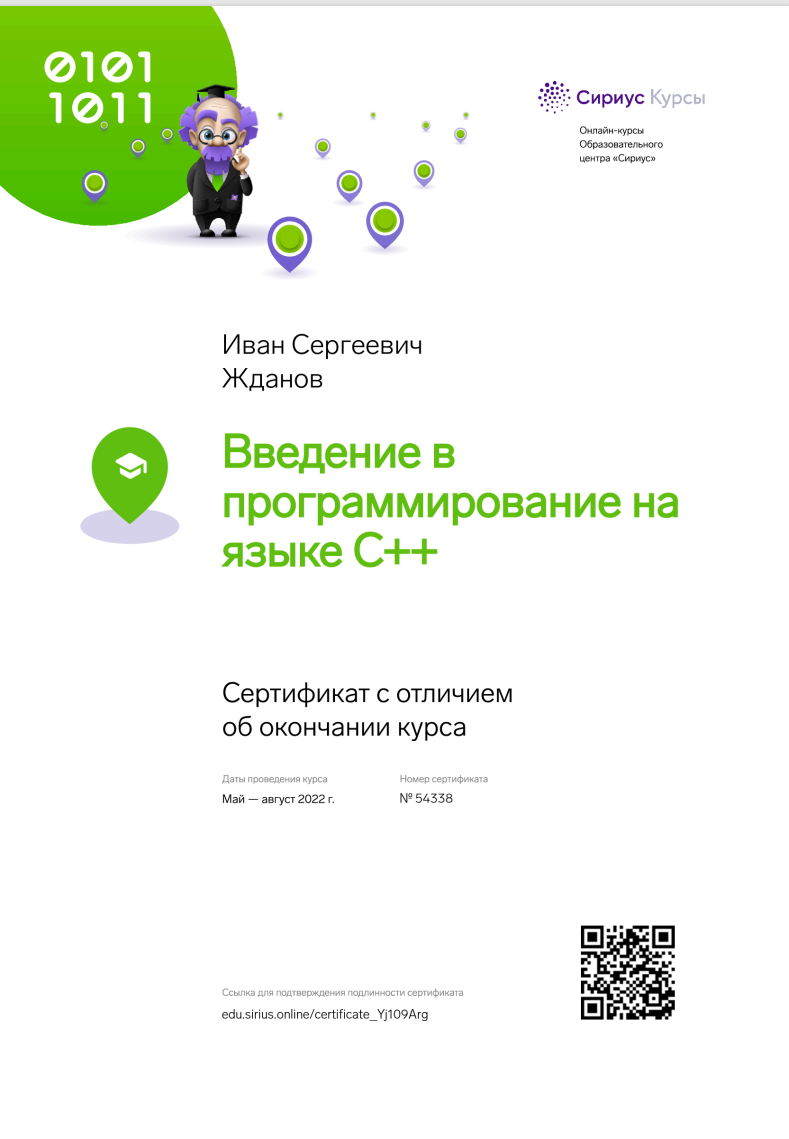 0101
1011
Сириус Курсы
Онлайн-курсы
Образовательного
центра «Сириус»
Иван Сергеевич
Жданов
Введение в
программирование на
языке C++
Сертификат с отличием
об окончании курса
Даты проведения курса
Май — август 2022 г.
Номер сертификата
№ 54338
Ссылка для подтверждения подлинности сертификата
edu.sirius.online/certificate_Yj109Arg